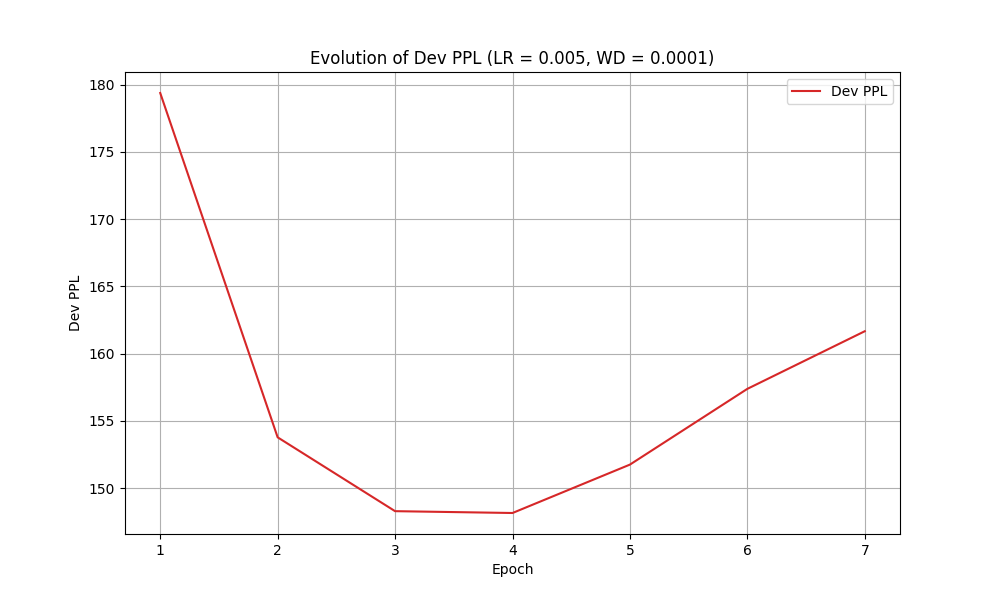 Evolution of Dev PPL (LR = 0.005, WD = 0.0001)
Dev PPL
180
175
170
165
160
155
150
Dev PPL
1 2 3 4 5 6 7
Epoch